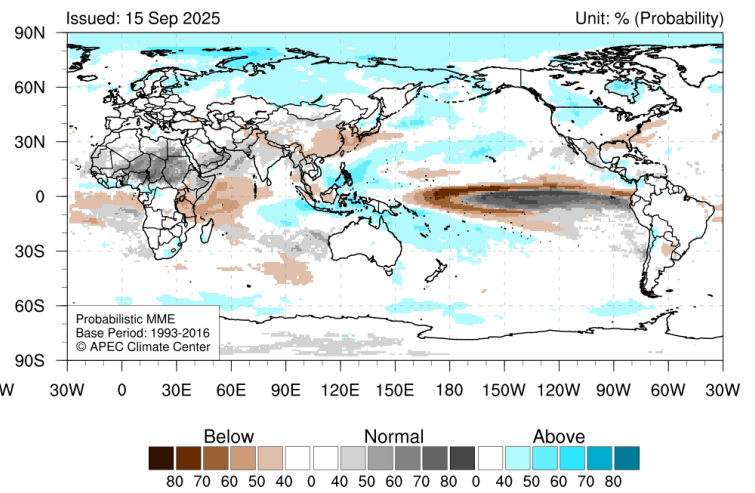 Issued: 15 Sep 2025 Unit: % (Probability)
90N
60N
30N
0
30S
60S
90S
Probabilistic MME
Base Period: 1993-2016
© APEC Climate Center
W 30W 0 30E 60E 90E 120E 150E 180 150W 120W 90W 60W 30W
Below Normal Above
80 70 60 50 40 0 40 50 60 70 80 0 40 50 60 70 80